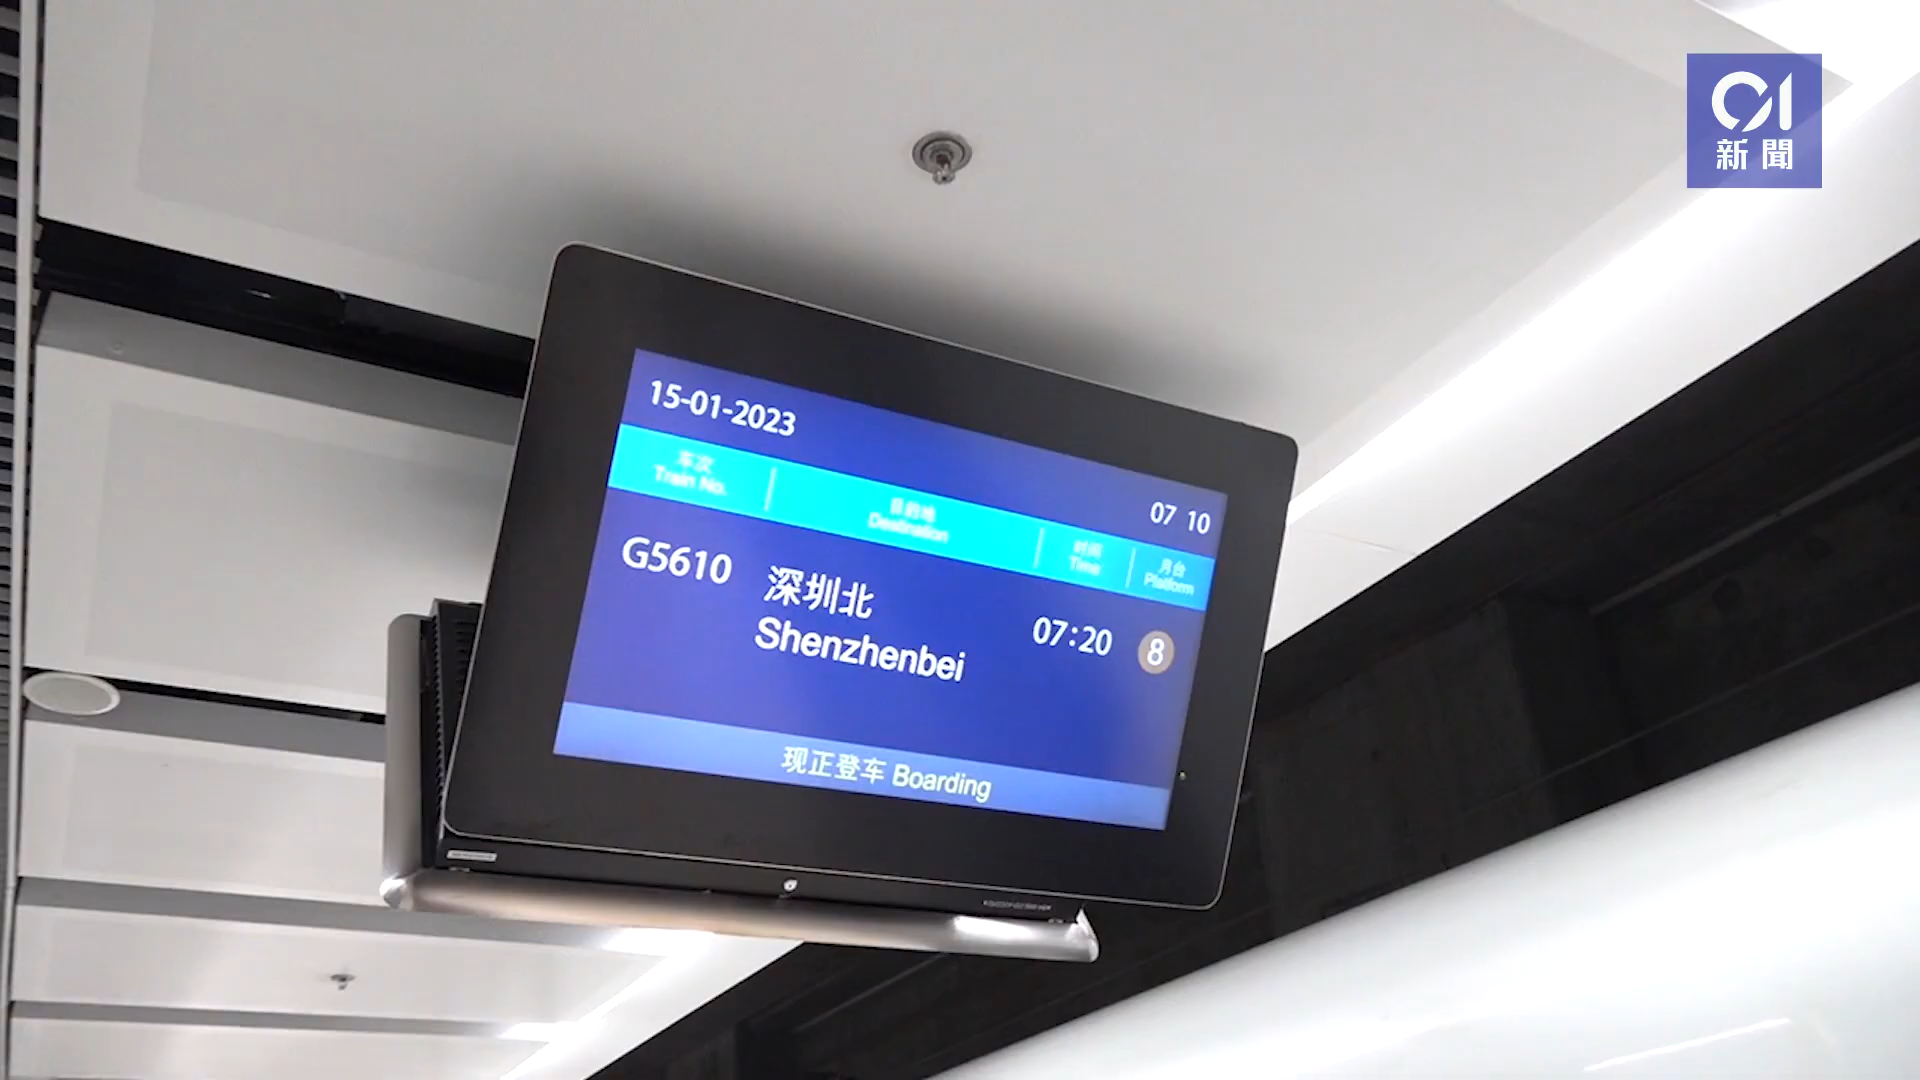 01
新聞
15-01-2023
07 10
车次
Train No.
目的地
Destination
时间
Time
月台
Platform
G5610
深圳北
Shenzhenbei
07:20
8
现正登车 Boarding